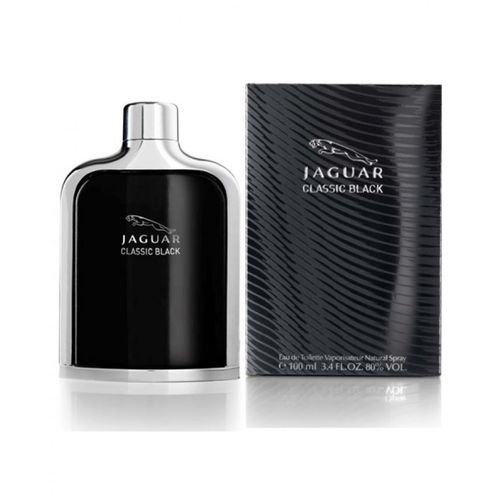 JAGUAR
CLASSIC BLACK
JAGUAR
CLASSIC BLACK
Eau de Toilette Vaporisateur Natural Spray
℮ 100 ml 3.4 FL.OZ. 80% VOL.